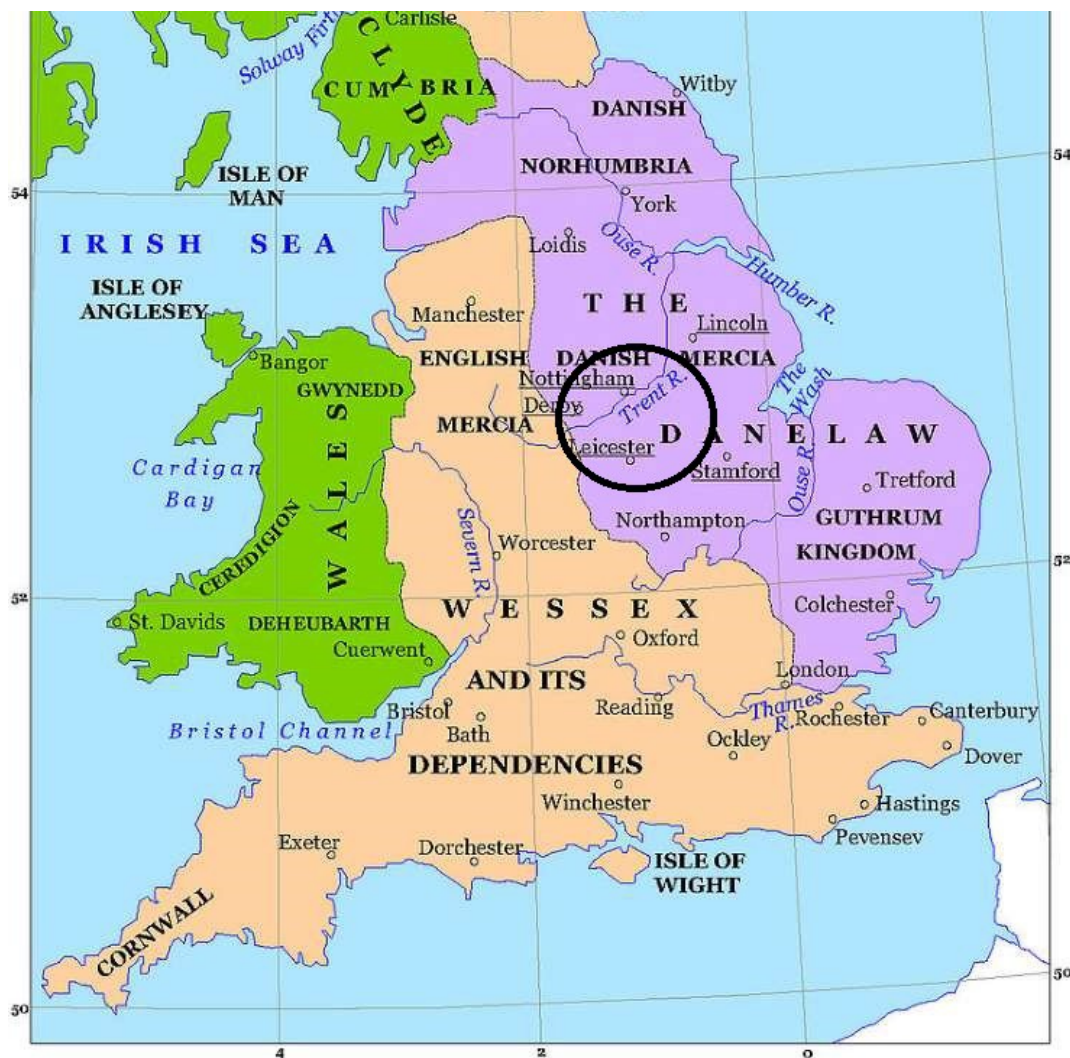 Carlisle
Solway Firth
CLYDE
CUMBRIA
Witby
DANISH
NORHUMBRIA
54
54
ISLE OF
MAN
York
IRISH SEA
Loidis
Ouse R.
Humber R.
ISLE OF
ANGLESEY
THE
Manchester
Lincoln
Bangor
ENGLISH
DANISH MERCIA
GWYNEDD
Nottingham
The
Wash
Derby
Trent R.
MERCIA
WALES
Leicester
DANELAW
Cardigan
Bay
Stamford
Ouse R.
Tretford
Northampton
GUTHRUM
KINGDOM
Severn R.
Worcester
CEREDIGION
52
52
WESSEX
Colchester
St. Davids
DEHEUBARTH
Oxford
Cuerwent
London
AND ITS
Bristol
Reading
Thames
R.
Rochester
Canterbury
Bristol Channel
Bath
Ockley
Dover
DEPENDENCIES
Winchester
Hastings
Pevensev
Exeter
Dorchester
ISLE OF
WIGHT
CORNWALL
50
50
4
2
0